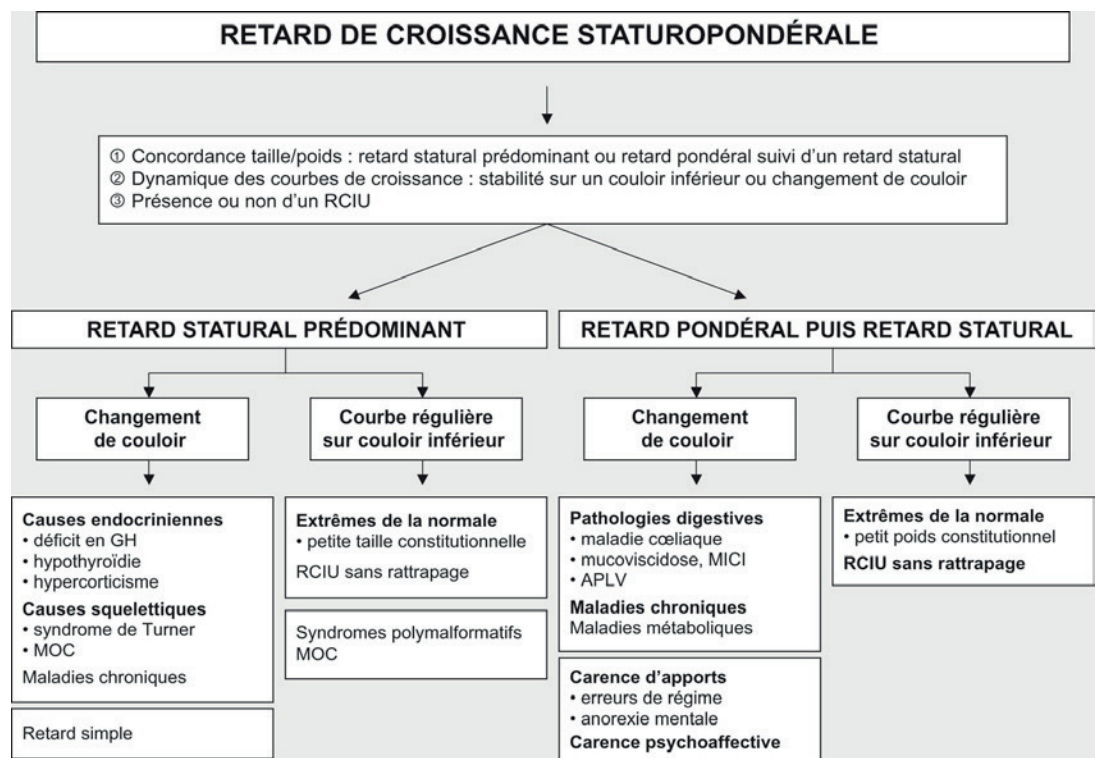 RETARD DE CROISSANCE STATUROPONDÉRALE
① Concordance taille/poids : retard statural prédominant ou retard pondéral suivi d'un retard statural
② Dynamique des courbes de croissance : stabilité sur un couloir inférieur ou changement de couloir
③ Présence ou non d'un RCIU
RETARD STATURAL PRÉDOMINANT
Changement
de couloir
Causes endocriniennes
• déficit en GH
• hypothyroïdie
• hypercorticisme
Causes squelettiques
• syndrome de Turner
• MOC
Maladies chroniques
Retard simple
Courbe régulière
sur couloir inférieur
Extrêmes de la normale
• petite taille constitutionnelle
RCIU sans rattrapage
Syndromes polymalformatifs
MOC
RETARD PONDÉRAL PUIS RETARD STATURAL
Changement
de couloir
Pathologies digestives
• maladie cœliaque
• mucoviscidose, MICI
• APLV
Maladies chroniques
Maladies métaboliques
Carence d'apports
• erreurs de régime
• anorexie mentale
Carence psychoaffective
Courbe régulière
sur couloir inférieur
Extrêmes de la normale
• petit poids constitutionnel
RCIU sans rattrapage